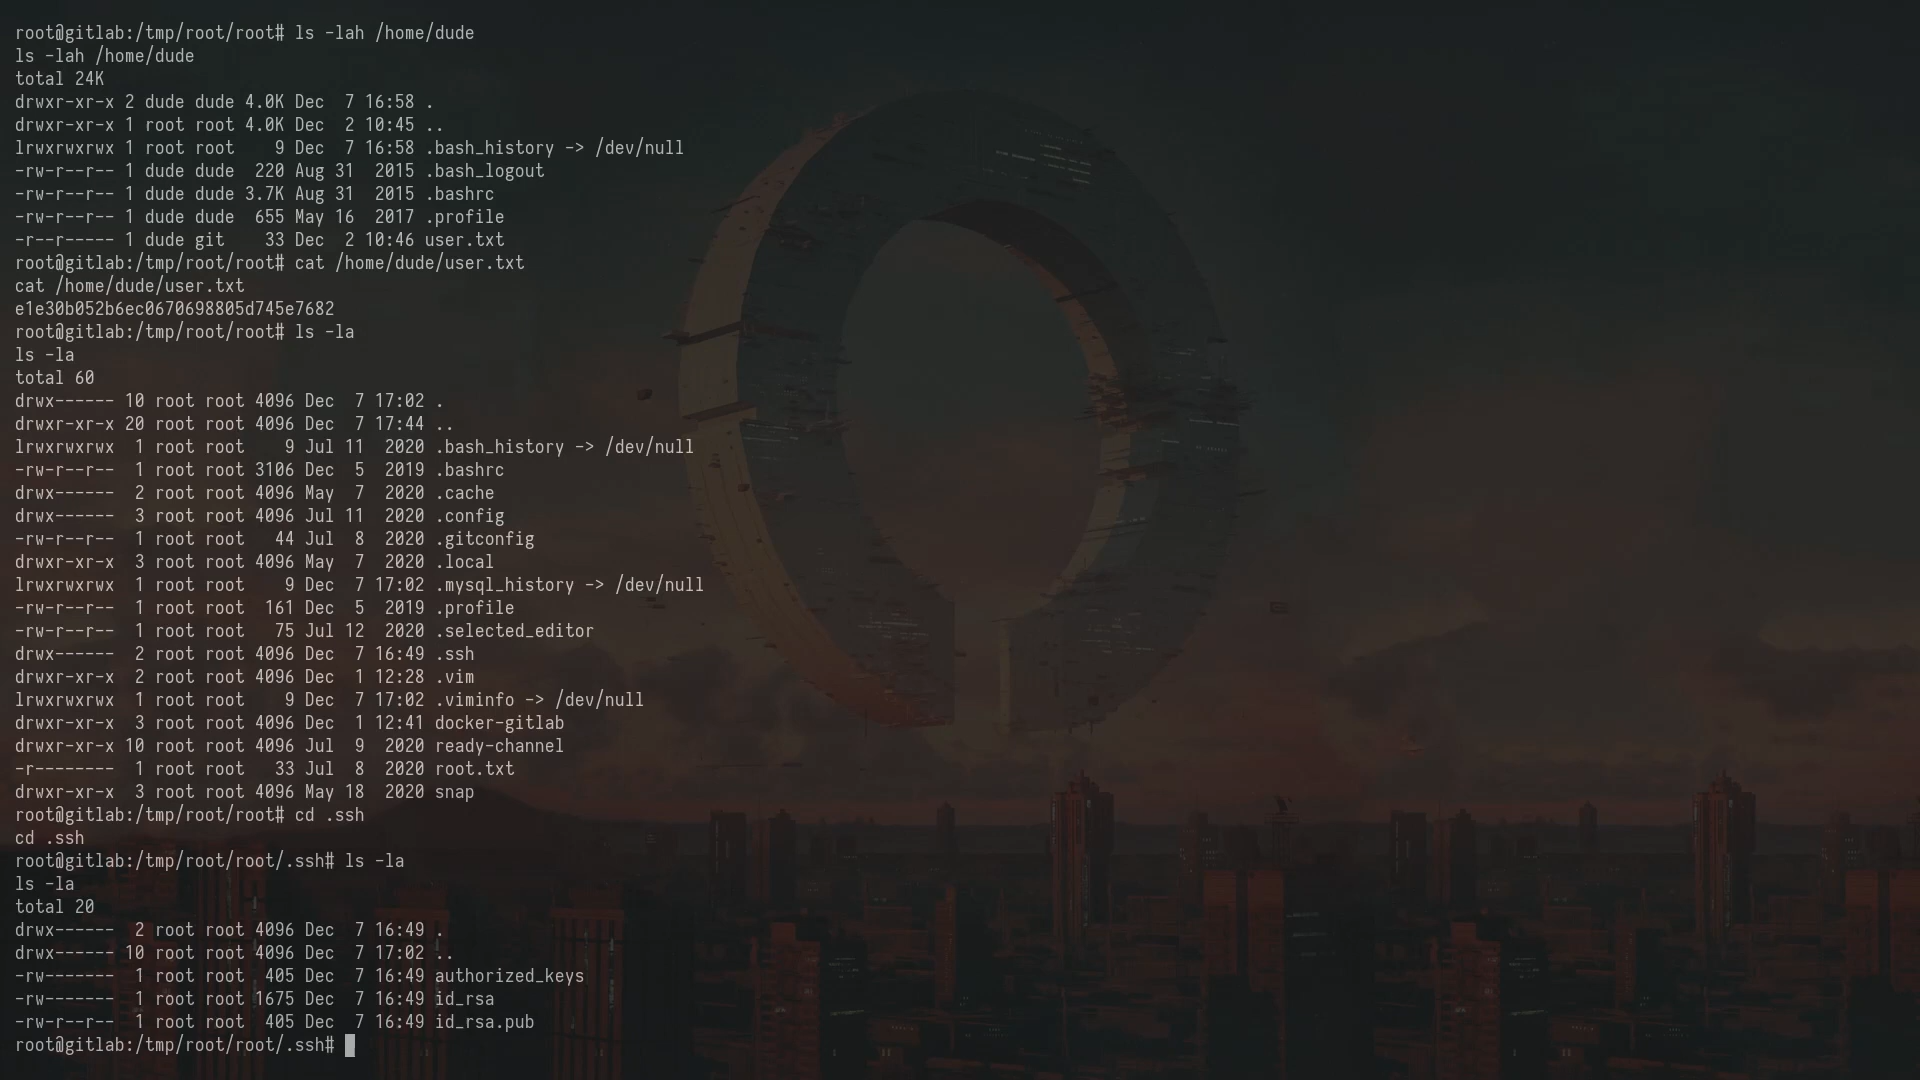 root@gitlab:/tmp/root/root# ls -lah /home/dude
ls -lah /home/dude
total 24K
drwxr-xr-x 2 dude dude 4.0K Dec  7 16:58 .
drwxr-xr-x 1 root root 4.0K Dec  2 10:45 ..
lrwxrwxrwx 1 root root    9 Dec  7 16:58 .bash_history -> /dev/null
-rw-r--r-- 1 dude dude  220 Aug 31  2015 .bash_logout
-rw-r--r-- 1 dude dude 3.7K Aug 31  2015 .bashrc
-rw-r--r-- 1 dude dude  655 May 16  2017 .profile
-r--r----- 1 dude git    33 Dec  2 10:46 user.txt
root@gitlab:/tmp/root/root# cat /home/dude/user.txt
cat /home/dude/user.txt
e1e30b052b6ec0670698805d745e7682
root@gitlab:/tmp/root/root# ls -la
ls -la
total 60
drwx------ 10 root root 4096 Dec  7 17:02 .
drwxr-xr-x 20 root root 4096 Dec  7 17:44 ..
lrwxrwxrwx  1 root root    9 Jul 11  2020 .bash_history -> /dev/null
-rw-r--r--  1 root root 3106 Dec  5  2019 .bashrc
drwx------  2 root root 4096 May  7  2020 .cache
drwx------  3 root root 4096 Jul 11  2020 .config
-rw-r--r--  1 root root   44 Jul  8  2020 .gitconfig
drwxr-xr-x  3 root root 4096 May  7  2020 .local
lrwxrwxrwx  1 root root    9 Dec  7 17:02 .mysql_history -> /dev/null
-rw-r--r--  1 root root  161 Dec  5  2019 .profile
-rw-r--r--  1 root root   75 Jul 12  2020 .selected_editor
drwx------  2 root root 4096 Dec  7 16:49 .ssh
drwxr-xr-x  2 root root 4096 Dec  1 12:28 .vim
lrwxrwxrwx  1 root root    9 Dec  7 17:02 .viminfo -> /dev/null
drwxr-xr-x  3 root root 4096 Dec  1 12:41 docker-gitlab
drwxr-xr-x 10 root root 4096 Jul  9  2020 ready-channel
-r--------  1 root root   33 Jul  8  2020 root.txt
drwxr-xr-x  3 root root 4096 May 18  2020 snap
root@gitlab:/tmp/root/root# cd .ssh
cd .ssh
root@gitlab:/tmp/root/root/.ssh# ls -la
ls -la
total 20
drwx------  2 root root 4096 Dec  7 16:49 .
drwx------ 10 root root 4096 Dec  7 17:02 ..
-rw-------  1 root root  405 Dec  7 16:49 authorized_keys
-rw-------  1 root root 1675 Dec  7 16:49 id_rsa
-rw-r--r--  1 root root  405 Dec  7 16:49 id_rsa.pub
root@gitlab:/tmp/root/root/.ssh#